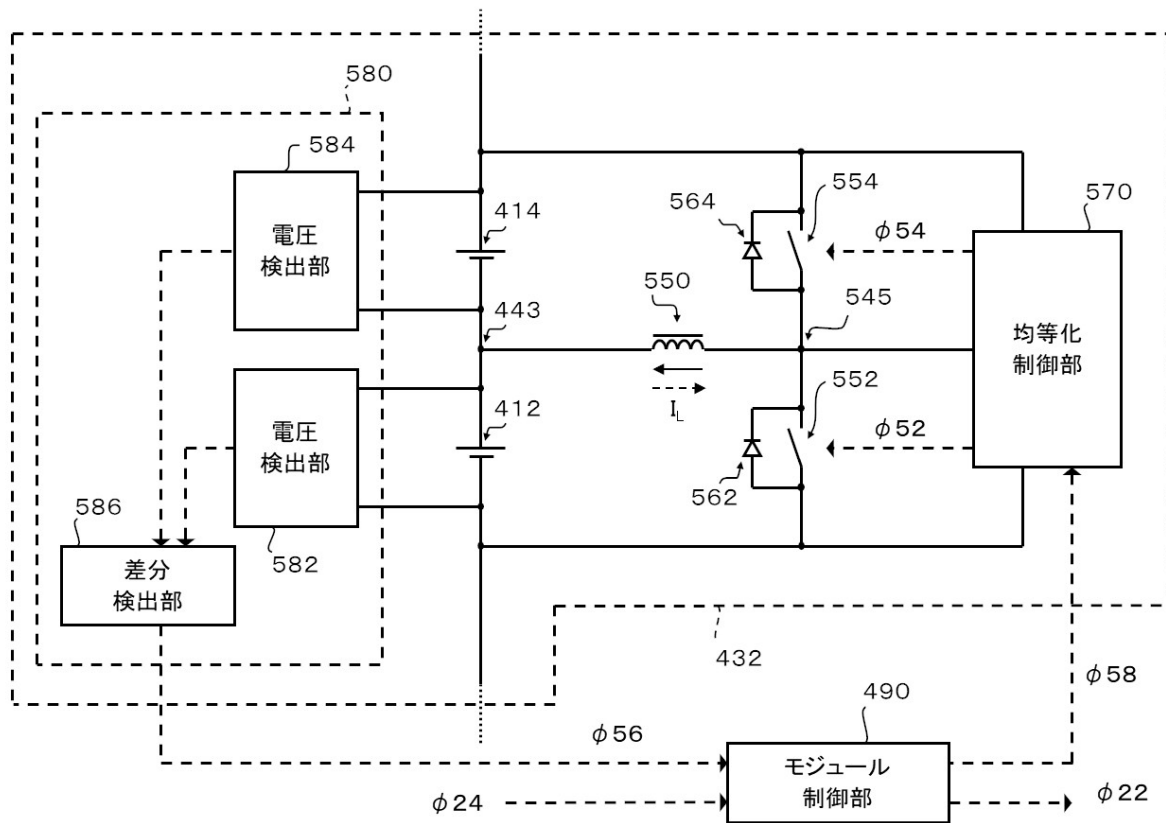 580
584
電圧
検出部
414
564
554
570
φ54
550
443
545
均等化
制御部
I_L
552
電圧
検出部
412
φ52
562
586
582
差分
検出部
432
φ58
490
φ56
モジュール
制御部
φ24
φ22